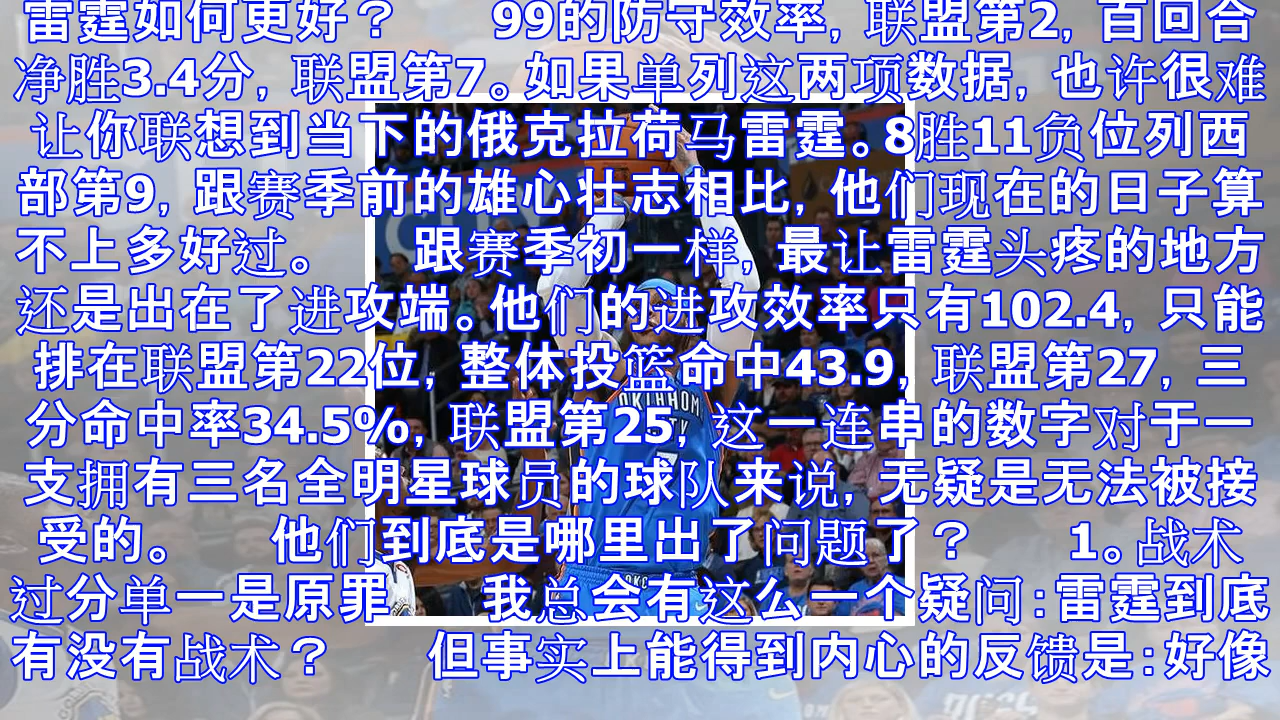 雷霆如何更好？ 99的防守效率, 联盟第2, 百回合
净胜3.4分, 联盟第7。如果单列这两项数据, 也许很难
让你联想到当下的俄克拉荷马雷霆。8胜11负位列西
部第9, 跟赛季前的雄心壮志相比, 他们现在的日子算
不上多好过。 跟赛季初一样, 最让雷霆头疼的地方
还是出在了进攻端。他们的进攻效率只有102.4, 只能
排在联盟第22位, 整体投篮命中43.9, 联盟第27, 三
分命中率34.5%, 联盟第25, 这一连串的数字对于一
支拥有三名全明星球员的球队来说, 无疑是无法被接
受的。 他们到底是哪里出了问题了？ 1。战术
过分单一是原罪 我总会有这么一个疑问:雷霆到底
有没有战术？ 但事实上能得到内心的反馈是:好像
OKLAHOMA